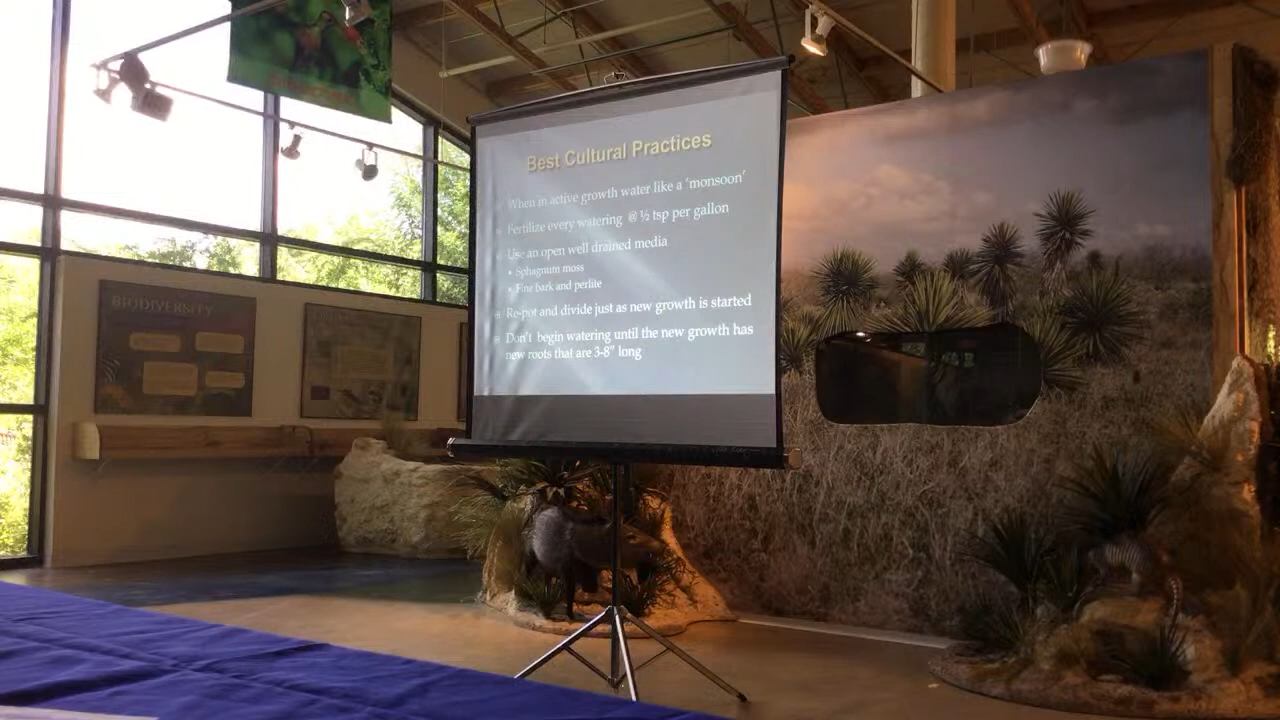 Best Cultural Practices
When in active growth water like a 'monsoon'
Fertilize every watering @ ½ tsp per gallon
Use an open well drained media
• Sphagnum moss
• Fine bark and perlite
Re-pot and divide just as new growth is started
Don't begin watering until the new growth has
new roots that are 3-8" long
BIODIVERSITY